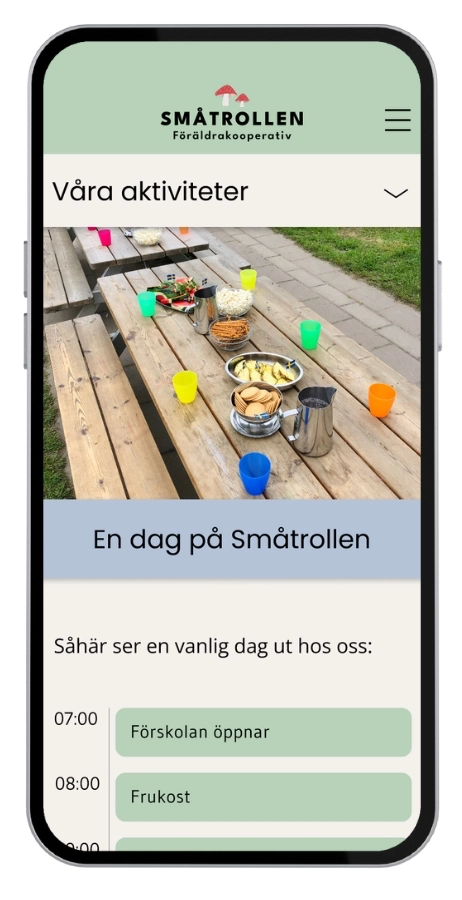 SMÅTROLLEN
Föräldrakooperativ
Våra aktiviteter
En dag på Småtrollen
Såhär ser en vanlig dag ut hos oss:
07:00 Förskolan öppnar
08:00 Frukost